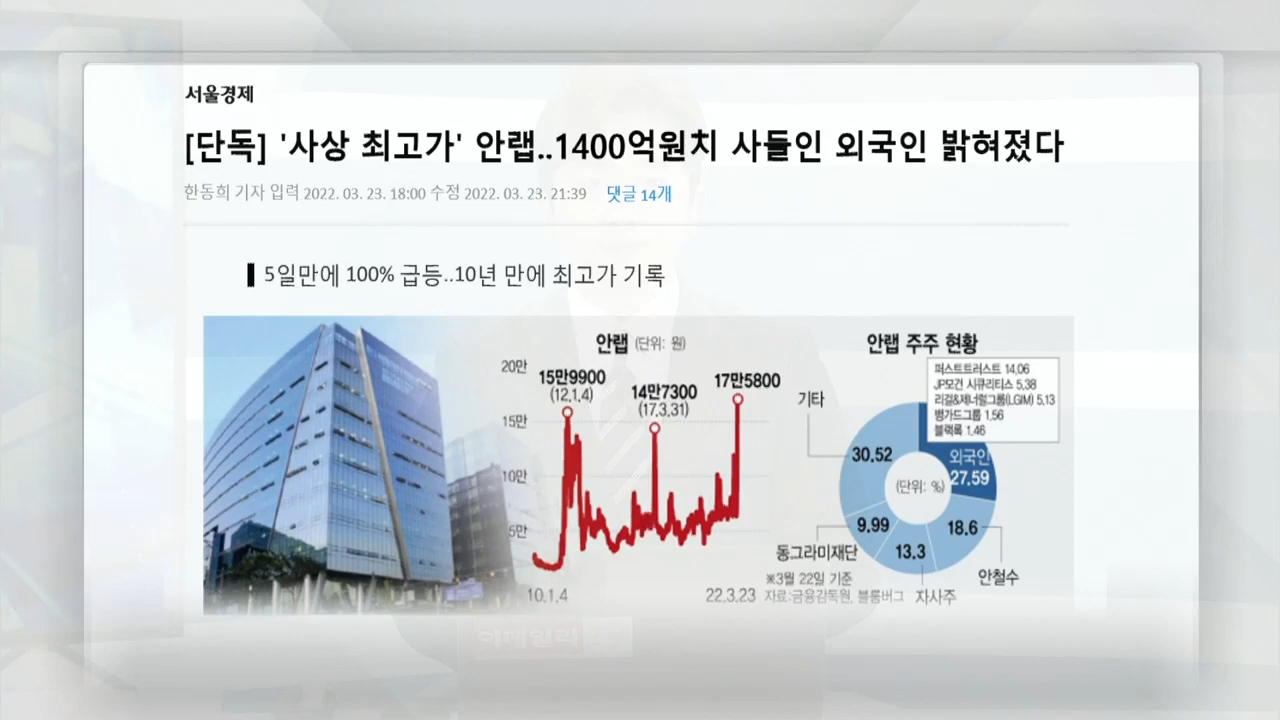 서울경제
[단독] '사상 최고가' 안랩..1400억원치 사들인 외국인 밝혀졌다
한동희 기자 입력 2022. 03. 23. 18:00 수정 2022. 03. 23. 21:39 댓글 14개
5일만에 100% 급등..10년 만에 최고가 기록
안랩 (단위: 원)
20만
15만
10만
5만
15만9900
(12.1.4)
14만7300
(17.3.31)
17만5800
10.1.4
22.3.23
안랩 주주 현황
퍼스트트러스트 14.06
JP모건 시큐리티스 5.38
리걸&제너럴그룹(LGIM) 5.13
뱅가드그룹 1.56
블랙록 1.46
기타
30.52
외국인
27.59
(단위: %)
9.99
18.6
13.3
동그라미재단
안철수
자사주
※3월 22일 기준
자료:금융감독원, 블룸버그
이데일리